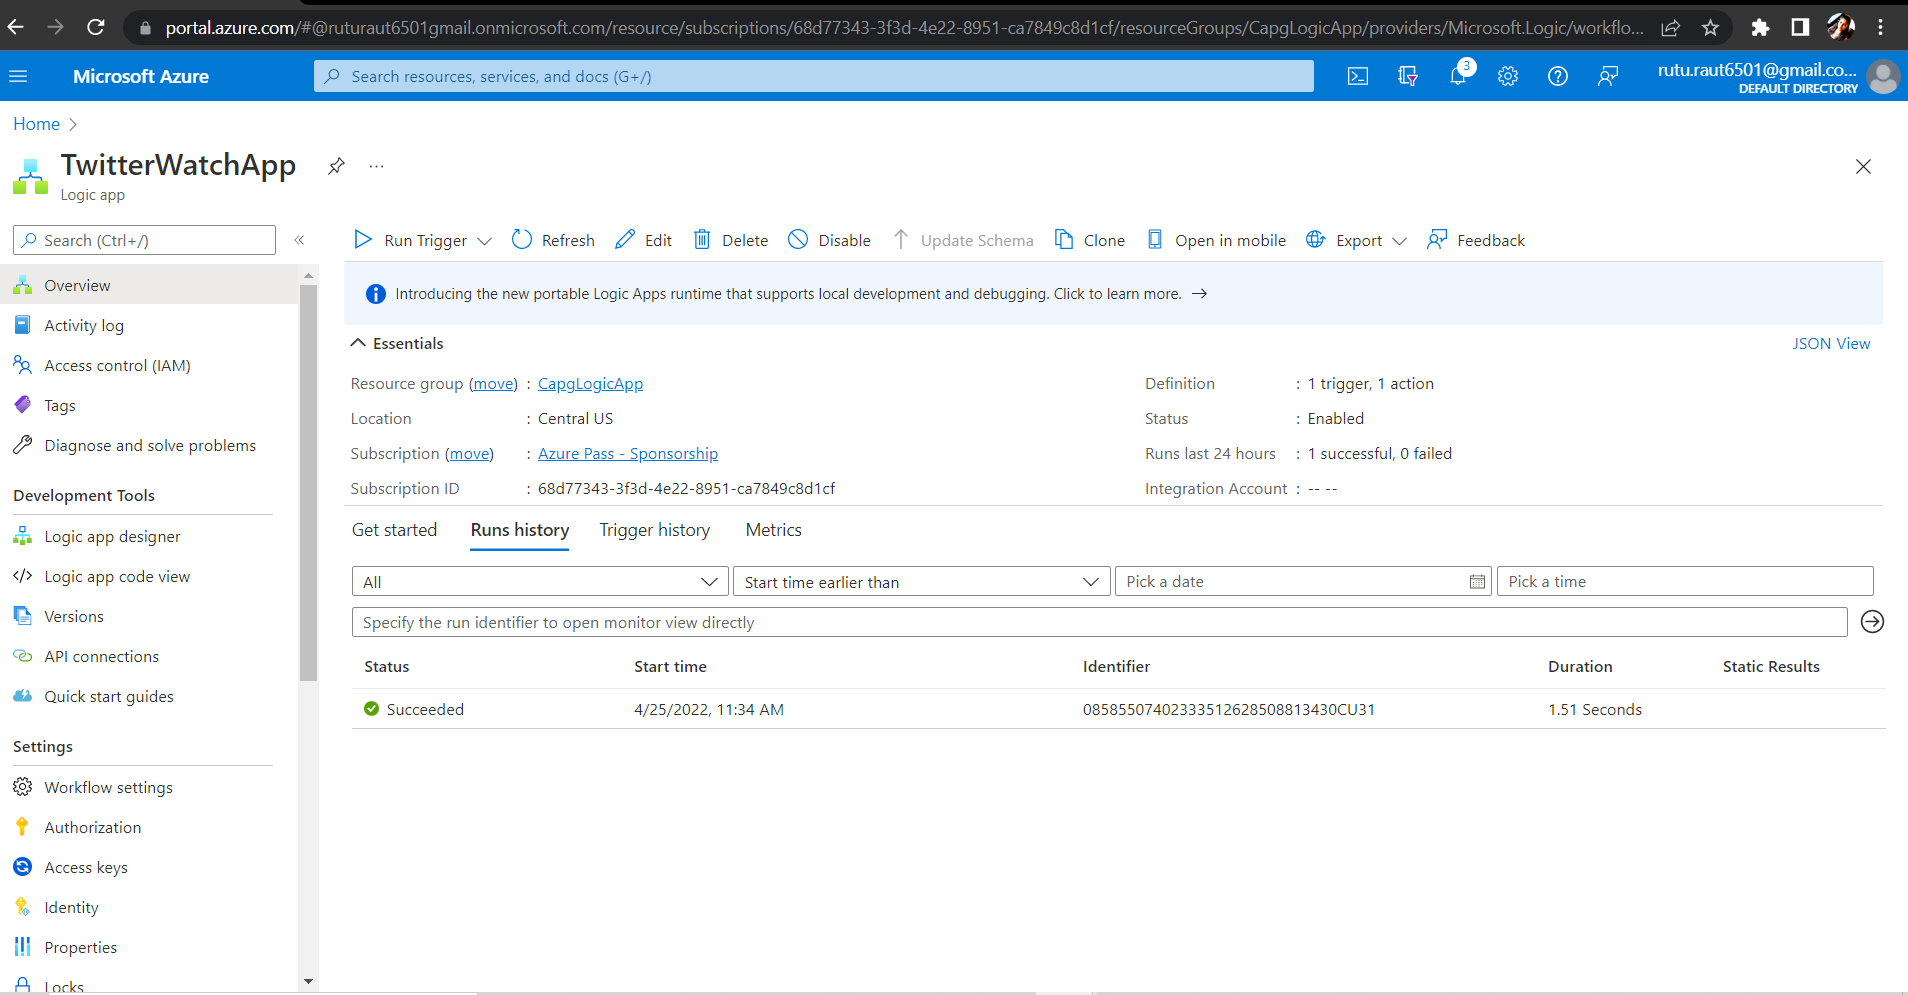 portal.azure.com/#@ruturaut6501gmail.onmicrosoft.com/resource/subscriptions/68d77343-3f3d-4e22-8951-ca7849c8d1cf/resourceGroups/CapgLogicApp/providers/Microsoft.Logic/workflo...
Microsoft Azure
Search resources, services, and docs (G+/)
3
rutu.raut6501@gmail.co...
DEFAULT DIRECTORY
Home >
TwitterWatchApp
...
Logic app
Search (Ctrl+/)
«
Run Trigger
Refresh
Edit
Delete
Disable
Update Schema
Clone
Open in mobile
Export
Feedback
Overview
Activity log
Access control (IAM)
Tags
Diagnose and solve problems
Development Tools
Logic app designer
Logic app code view
Versions
API connections
Quick start guides
Settings
Workflow settings
Authorization
Access keys
Identity
Properties
Locks
Introducing the new portable Logic Apps runtime that supports local development and debugging. Click to learn more. →
Essentials
JSON View
Resource group (move) : CapgLogicApp
Location : Central US
Subscription (move) : Azure Pass - Sponsorship
Subscription ID : 68d77343-3f3d-4e22-8951-ca7849c8d1cf
Definition : 1 trigger, 1 action
Status : Enabled
Runs last 24 hours : 1 successful, 0 failed
Integration Account : -- --
Get started Runs history Trigger history Metrics
All Start time earlier than Pick a date Pick a time
Specify the run identifier to open monitor view directly
Status Start time Identifier Duration Static Results
Succeeded 4/25/2022, 11:34 AM 08585507402333512628508813430CU31 1.51 Seconds